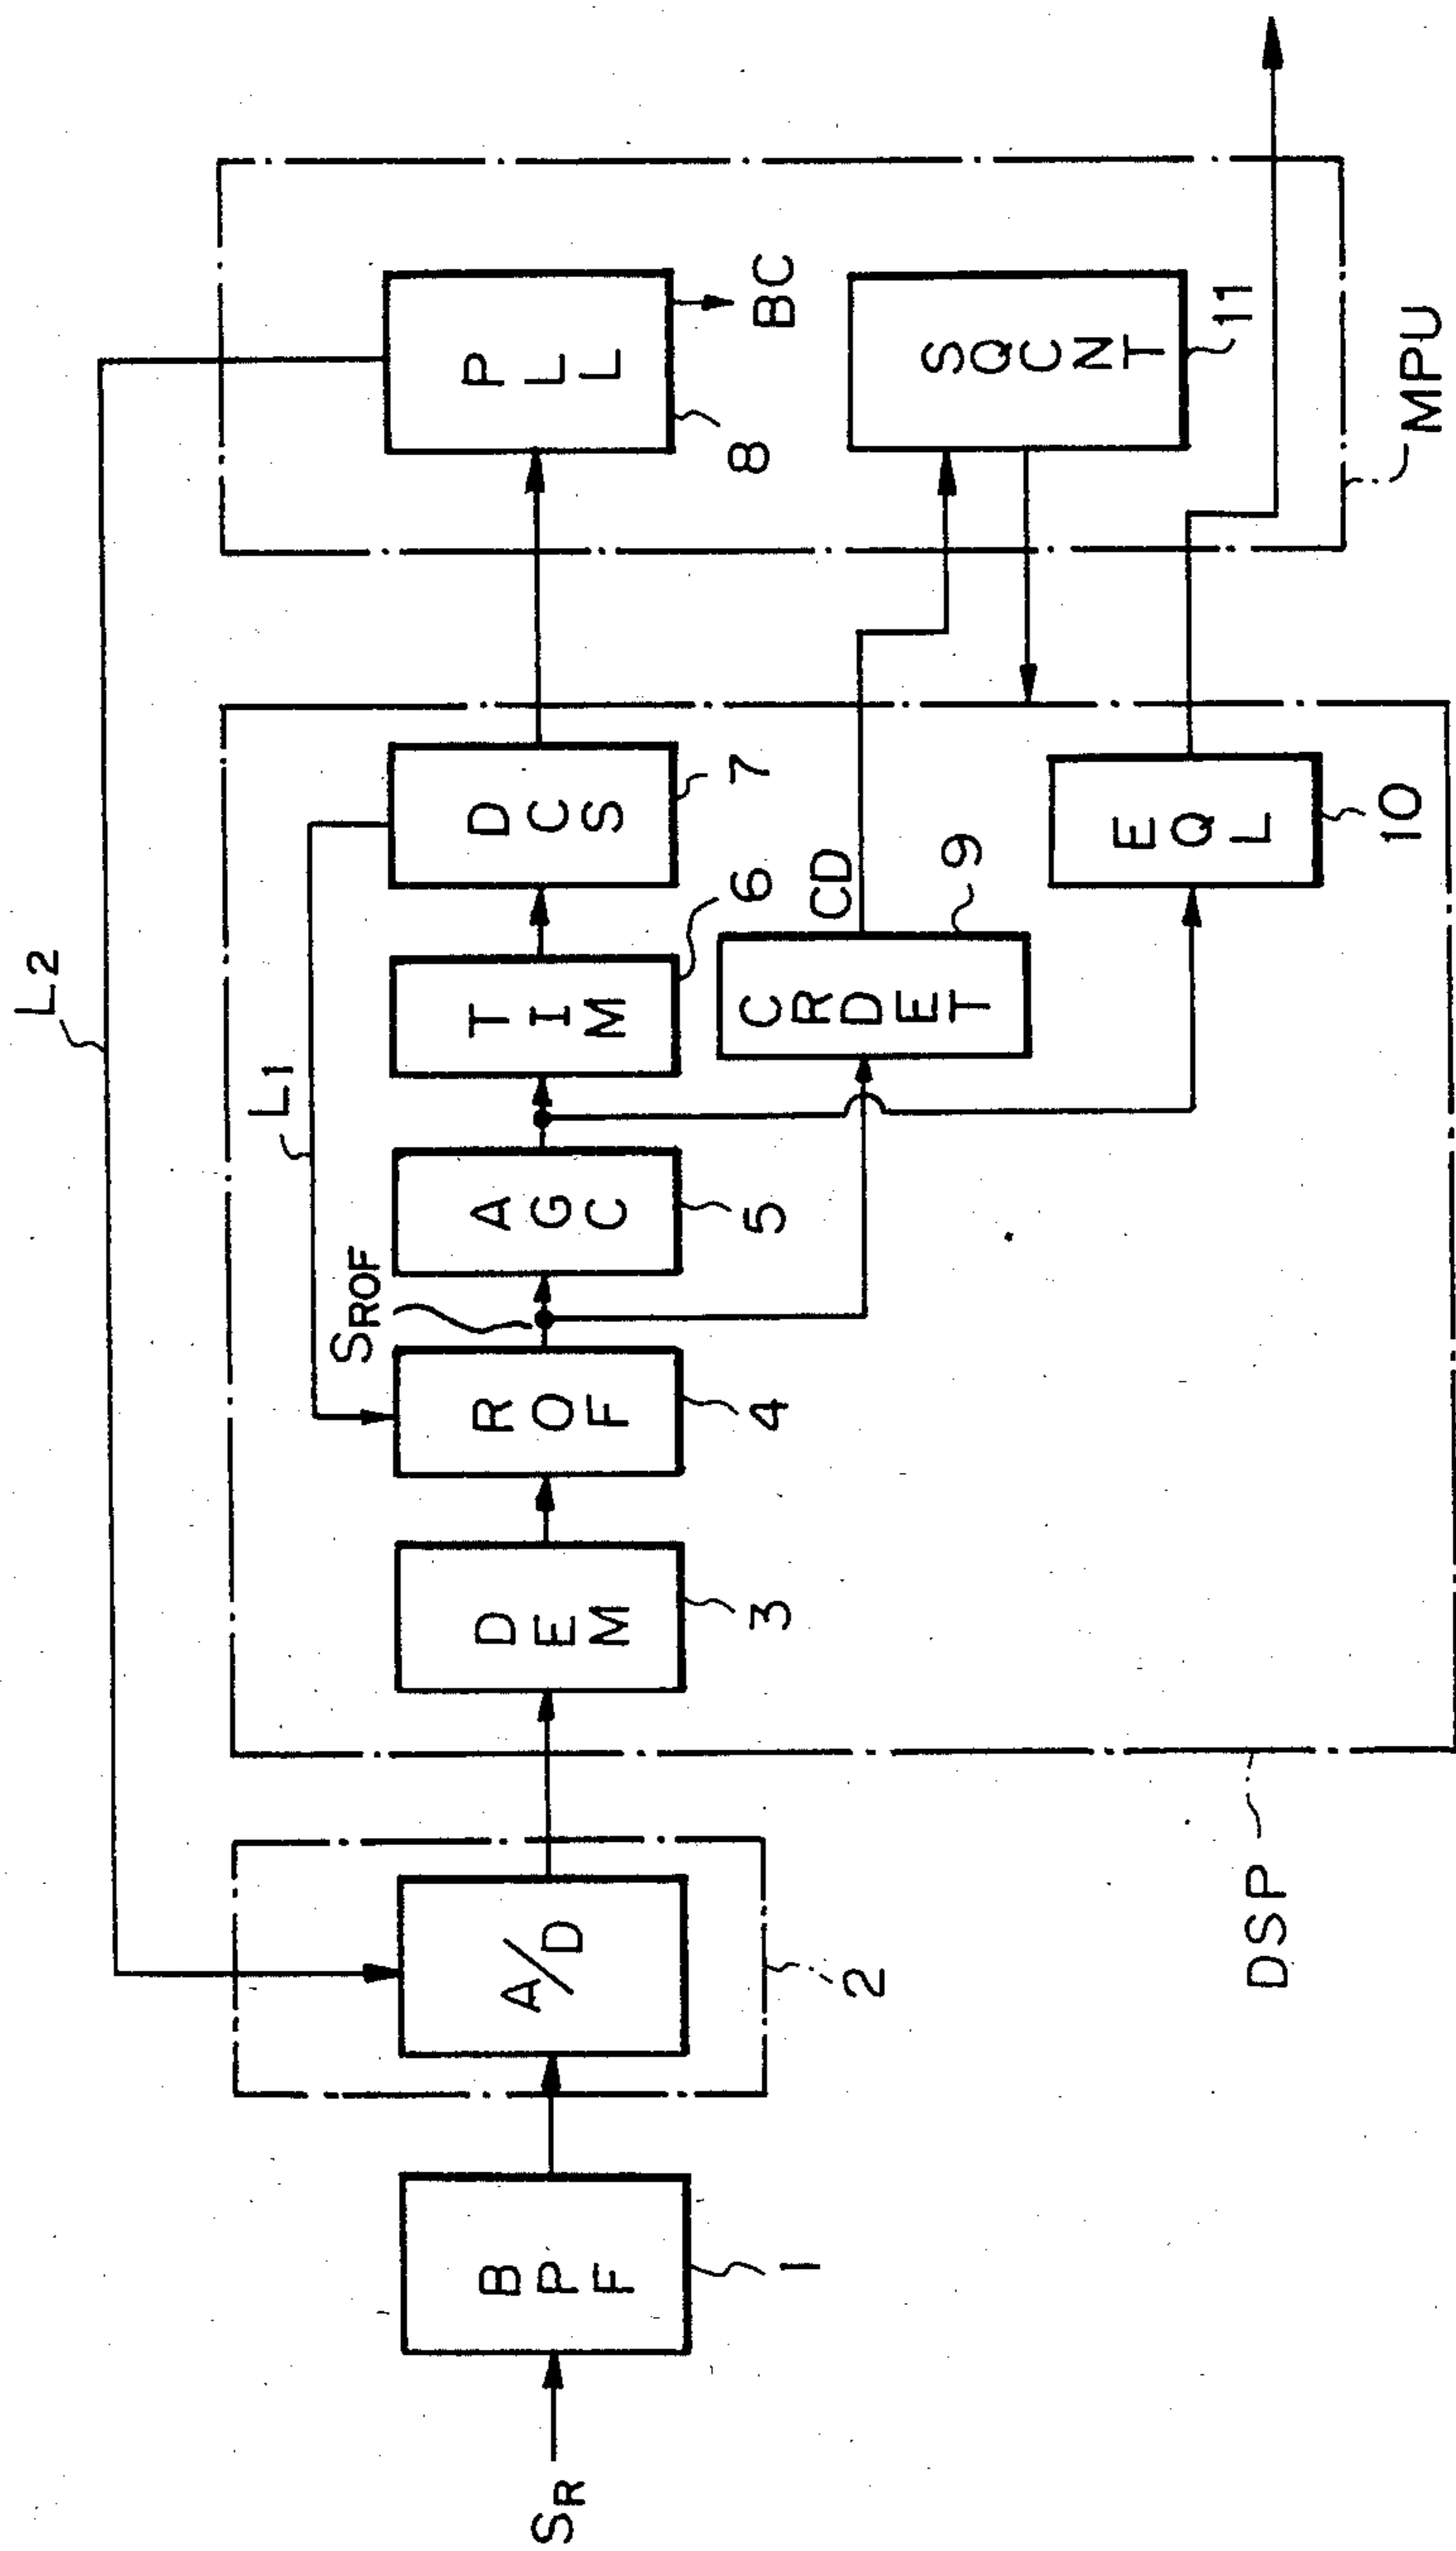 L2
L1
SROF
SR
BPF
1
A/D
2
DEM
3
ROF
4
AGC
5
TIM
6
DCS
7
PLL
8
BC
CRDET
9
CD
EQL
10
SQCNT
11
DSP
MPU